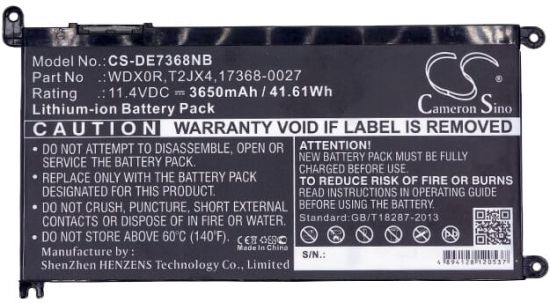 Model No.: CS-DE7368NB
Part No : WDX0R,T2JX4,17368-0027
Rating : 11.4VDC ⎓ 3650mAh / 41.61Wh
Lithium-ion Battery Pack
CS
Cameron Sino
CAUTION WARRANTY VOID IF LABEL IS REMOVED
• DO NOT ATTEMPT TO DISASSEMBLE, OPEN OR
SERVICE THE BATTERY PACK.
• REPLACE ONLY WITH THE BATTERY PACK
DESIGNATED FOR THIS PRODUCT.
• DO NOT CRUSH, PUNCTURE, SHORT EXTERNAL
CONTACTS OR DISPOSE OF IN FIRE OR WATER.
• DO NOT STORE ABOVE 60°C (140°F).
Made In China
Manufacturer:
ShenZhen HENZENS Technology Co., Limited.
ATTENTION!
NEW BATTERY PACK MUST BE FULLY CHARGED
BEFORE USE.
TO REDUCE RISK OF FIRE OR BURNS
READ INSTRUCTIONS IN OPERATING GUIDE
BEFORE USING THE BATTERY.
Standard:GB/T18287-2013
S/N.:
4 894128 120537